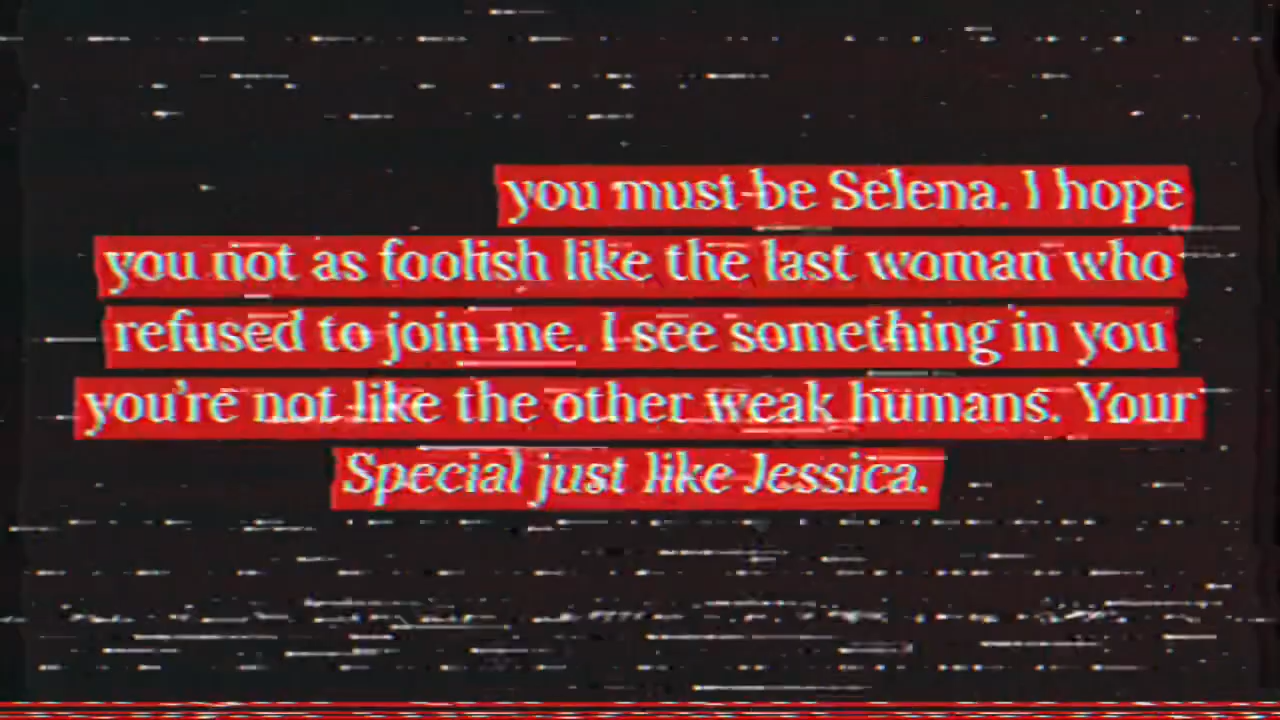 you must be Selena. I hope
you not as foolish like the last woman who
refused to join me. I see something in you
you're not like the other weak humans. Your
Special just like Jessica.